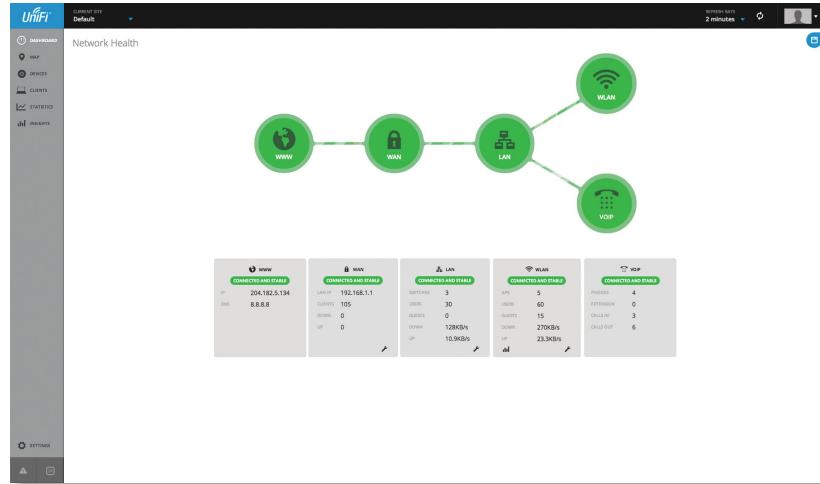 UniFi
CURRENT SITE
Default
REFRESH RATE
2 minutes
DASHBOARD
MAP
DEVICES
CLIENTS
STATISTICS
INSIGHTS
SETTINGS
Network Health
WWW
WAN
LAN
WLAN
VOIP
WWW
CONNECTED AND STABLE
IP 204.182.5.134
DNS 8.8.8.8
WAN
CONNECTED AND STABLE
LAN IP 192.168.1.1
CLIENTS 105
DOWN 0
UP 0
LAN
CONNECTED AND STABLE
SWITCHES 3
USERS 30
GUESTS 0
DOWN 128KB/s
UP 10.9KB/s
WLAN
CONNECTED AND STABLE
APS 5
USERS 60
GUESTS 15
DOWN 270KB/s
UP 23.3KB/s
VOIP
CONNECTED AND STABLE
PHONES 4
EXTENSION 0
CALLS IN 3
CALLS OUT 6